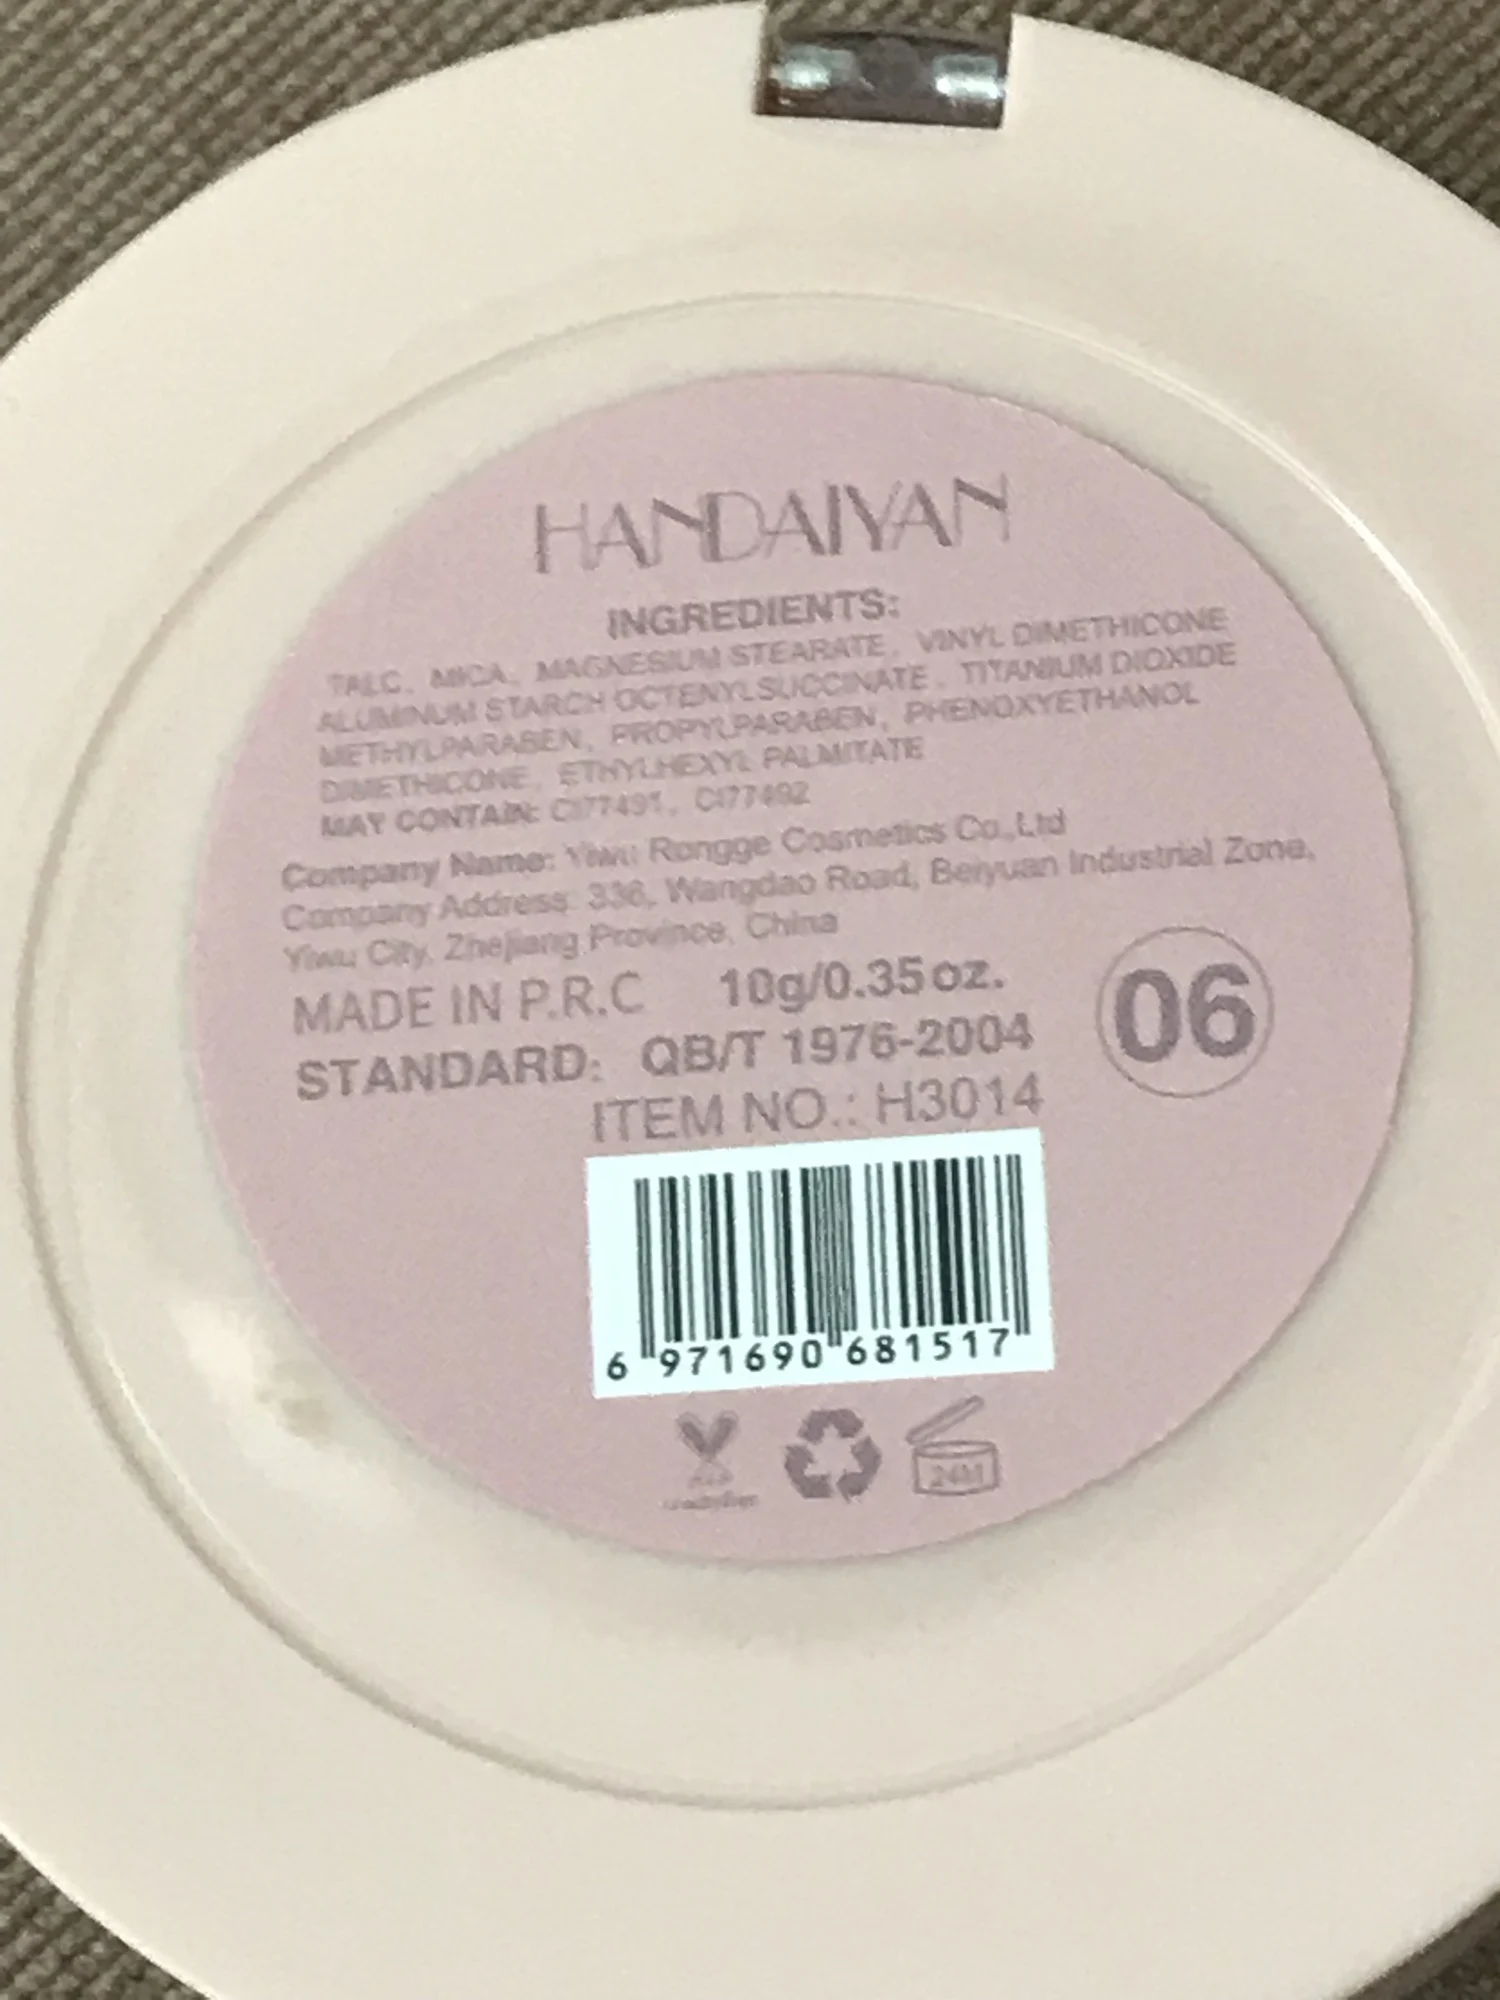 HANDAIYAN
INGREDIENTS:
TALC, MICA, MAGNESIUM STEARATE, VINYL DIMETHICONE
ALUMINUM STARCH OCTENYLSUCCINATE, TITANIUM DIOXIDE
METHYLPARABEN, PROPYLPARABEN, PHENOXYETHANOL
DIMETHICONE, ETHYLHEXYL PALMITATE
MAY CONTAIN: CI77491, CI77492
Company Name: Yiwu Rongge Cosmetics Co.,Ltd
Company Address: 336, Wangdao Road, Beiyuan Industrial Zone,
Yiwu City, Zhejiang Province, China
MADE IN P.R.C 10g/0.35oz.
STANDARD: QB/T 1976-2004
06
ITEM NO.: H3014
6 971690 681517
24M